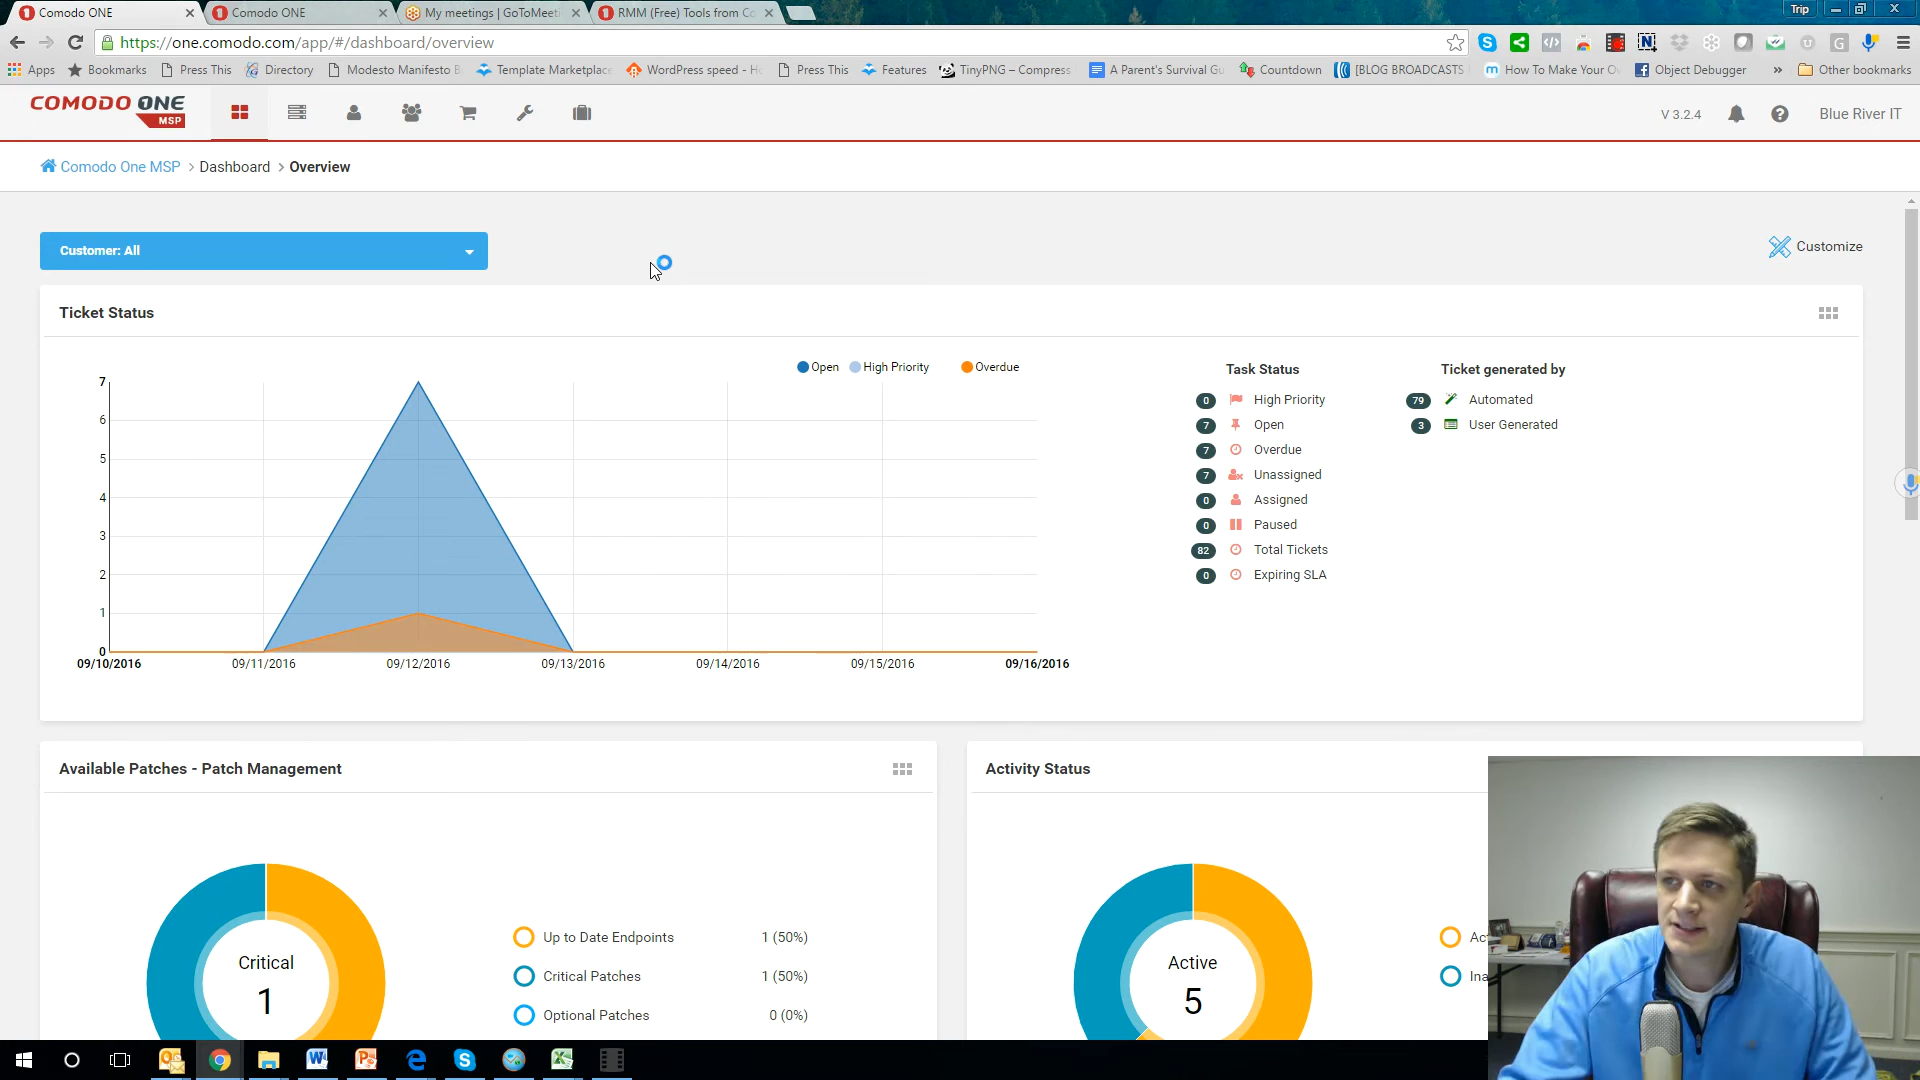 Comodo ONE
Comodo ONE
My meetings | GoToMeeti
RMM (Free) Tools from Co
Trip
https://one.comodo.com/app/#/dashboard/overview
Apps
Bookmarks
Press This
Directory
Modesto Manifesto B
Template Marketplace
WordPress speed - Ho
Press This
Features
TinyPNG – Compress
A Parent's Survival Gu
Countdown
[BLOG BROADCASTS]
How To Make Your Ov
Object Debugger
»
Other bookmarks
COMODO ONE
MSP
V 3.2.4
Blue River IT
Comodo One MSP > Dashboard > Overview
Customer: All
Customize
Ticket Status
Open
High Priority
Overdue
7
6
5
4
3
2
1
0
09/10/2016
09/11/2016
09/12/2016
09/13/2016
09/14/2016
09/15/2016
09/16/2016
Task Status
0 High Priority
7 Open
7 Overdue
7 Unassigned
0 Assigned
0 Paused
82 Total Tickets
0 Expiring SLA
Ticket generated by
79 Automated
3 User Generated
Available Patches - Patch Management
Critical
1
Up to Date Endpoints 1 (50%)
Critical Patches 1 (50%)
Optional Patches 0 (0%)
Activity Status
Active
5
Act
Ina